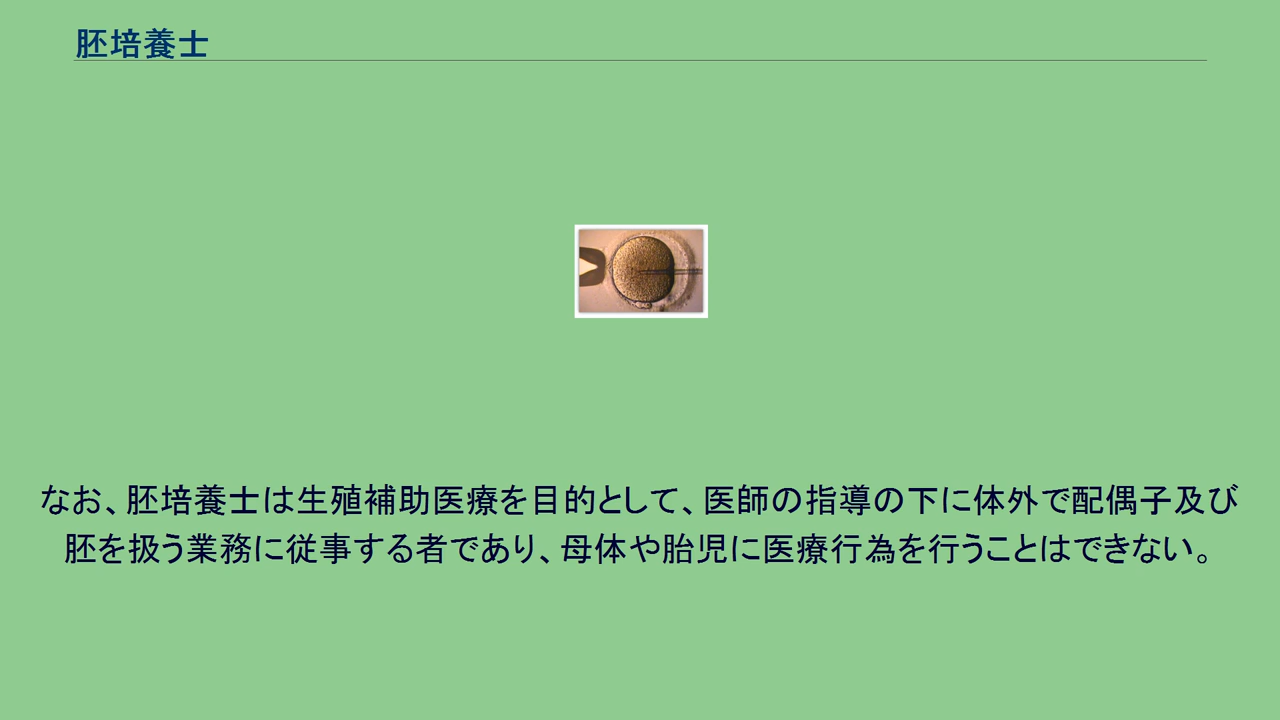 胚培養士
なお、胚培養士は生殖補助医療を目的として、医師の指導の下に体外で配偶子及び
胚を扱う業務に従事する者であり、母体や胎児に医療行為を行うことはできない。